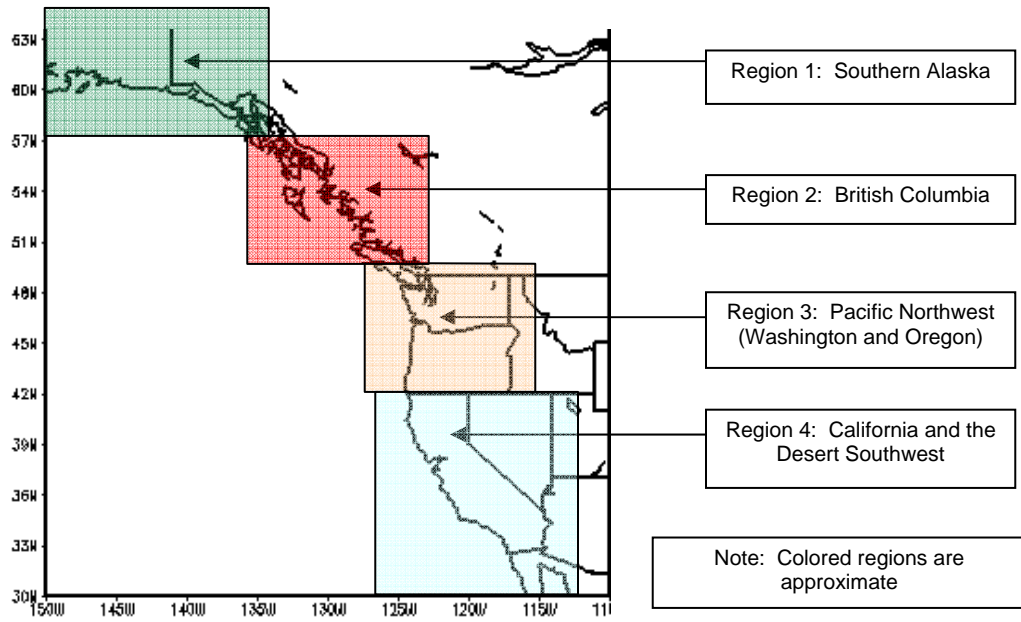 63N
60N
57N
54N
51N
48N
45N
42N
39N
36N
33N
30N
150W 145W 140W 135W 130W 125W 120W 115W
Region 1: Southern Alaska
Region 2: British Columbia
Region 3: Pacific Northwest
(Washington and Oregon)
Region 4: California and the
Desert Southwest
Note: Colored regions are
approximate